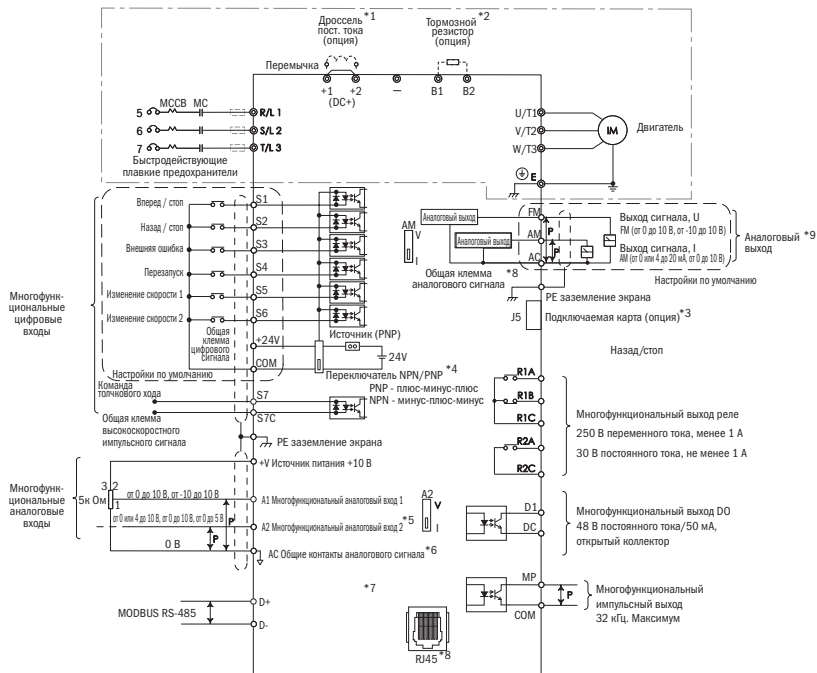 Дроссель *1
пост. тока
(опция)
Тормозной *2
резистор
(опция)
Перемычка
+1 +2 − B1 B2
(DC+)
MCCB MC
5 R/L 1
6 S/L 2
7 T/L 3
Быстродействующие
плавкие предохранители
U/T1
V/T2
W/T3
IM
Двигатель
E
Вперед / стоп S1
Назад / стоп S2
Внешняя ошибка S3
Перезапуск S4
Изменение скорости 1 S5
Изменение скорости 2 S6
Многофунк-
циональные
цифровые
входы
Общая
клемма
цифрового
сигнала
Источник (PNP)
+24V
24V
COM
Настройки по умолчанию
Переключатель NPN/PNP *4
PNP - плюс-минус-плюс
NPN - минус-плюс-минус
Команда
толчкового хода
S7
S7C
Общая клемма
высокоскоростного
импульсного сигнала
PE заземление экрана
AM
V
I
Аналоговый выход
Аналоговый выход
FM
AM
AC
P
P
Общая клемма
аналогового сигнала
*8
Выход сигнала, U
FM (от 0 до 10 В, от -10 до 10 В)
Выход сигнала, I
AM (от 0 или 4 до 20 мА, от 0 до 10 В)
Аналоговый *9
выход
Настройки по умолчанию
PE заземление экрана
J5 Подключаемая карта (опция) *3
Назад/стоп
R1A
R1B
R1C
R2A
R2C
Многофункциональный выход реле
250 В переменного тока, менее 1 А
30 В постоянного тока, не менее 1 А
Многофунк-
циональные
аналоговые
входы
5к Ом
3 2
1
+V Источник питания +10 В
от 0 до 10 В, от -10 до 10 В
A1 Многофункциональный аналоговый вход 1
от 0 или 4 до 10 В, от 0 до 10 В, от 0 до 5 В
A2 Многофункциональный аналоговый вход 2 *5
P
P
0 В
AC Общие контакты аналогового сигнала *6
A2
V
I
D1
DC
Многофункциональный выход DO
48 В постоянного тока/50 мА,
открытый коллектор
*7
MODBUS RS-485
D+
D-
RJ45 *8
MP
P
COM
Многофункциональный
импульсный выход
32 кГц. Максимум